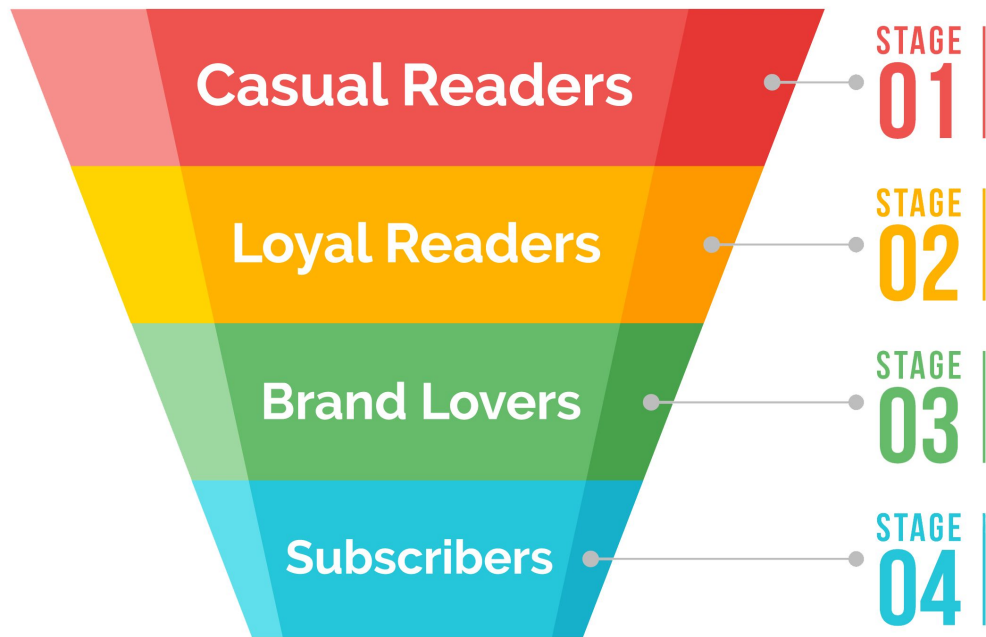 Casual Readers
STAGE
01
Loyal Readers
STAGE
02
Brand Lovers
STAGE
03
Subscribers
STAGE
04